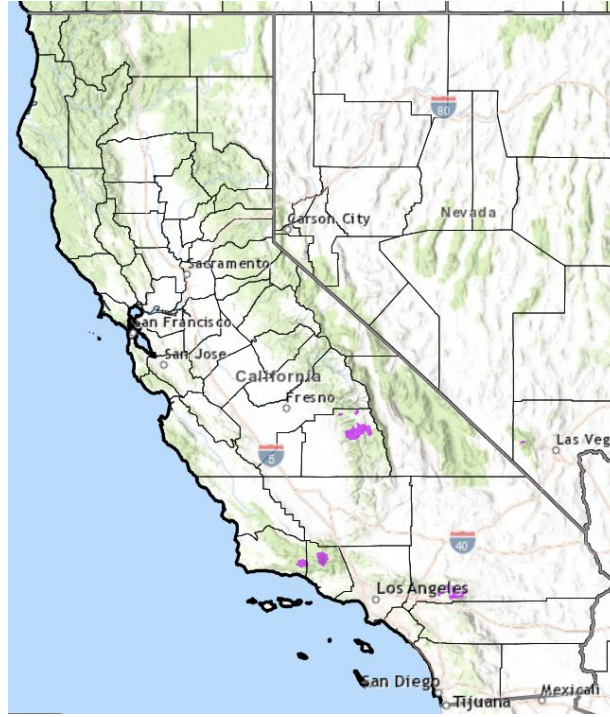 80
Carson City
Nevada
Sacramento
San Francisco
San Jose
California
Fresno
5
Las Veg
40
Los Angeles
San Diego
Tijuana
Mexicali